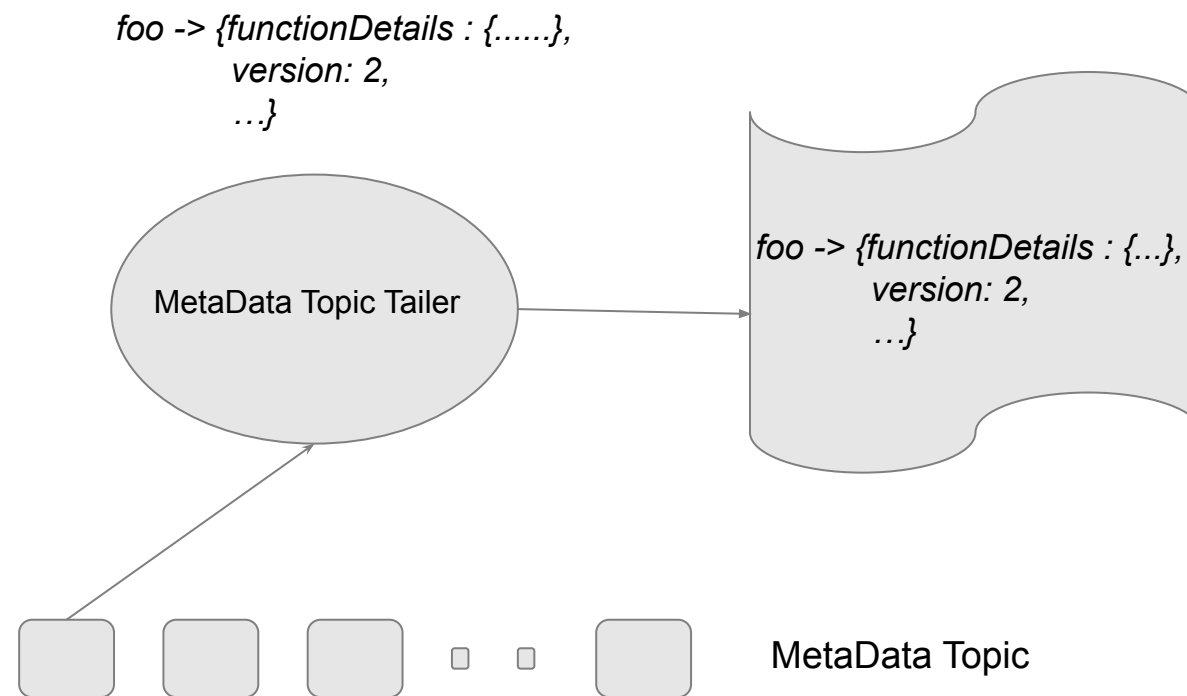 foo -> {functionDetails : {......},
version: 2,
…}
MetaData Topic Tailer
foo -> {functionDetails : {...},
version: 2,
…}
MetaData Topic